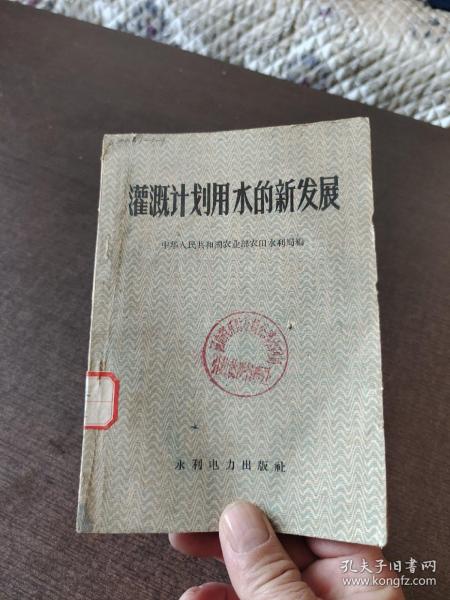 灌溉计划用水的新发展
中华人民共和国农业部农田水利局编
水利电力出版社
孔夫子旧书网
www.kongfz.com